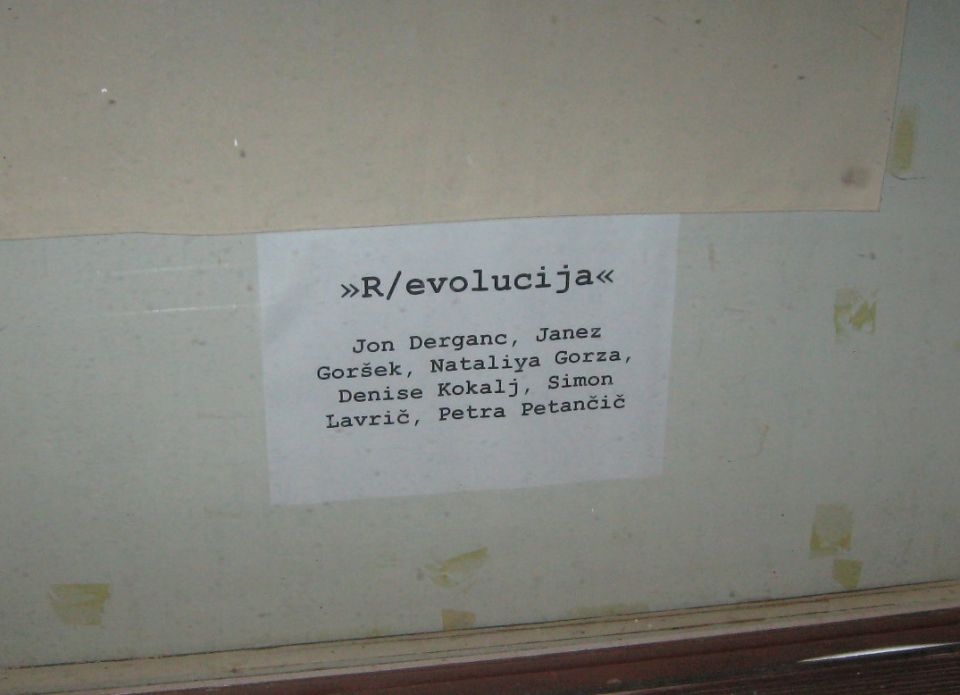 »R/evolucija«
Jon Derganc, Janez
Goršek, Nataliya Gorza,
Denise Kokalj, Simon
Lavrič, Petra Petančič